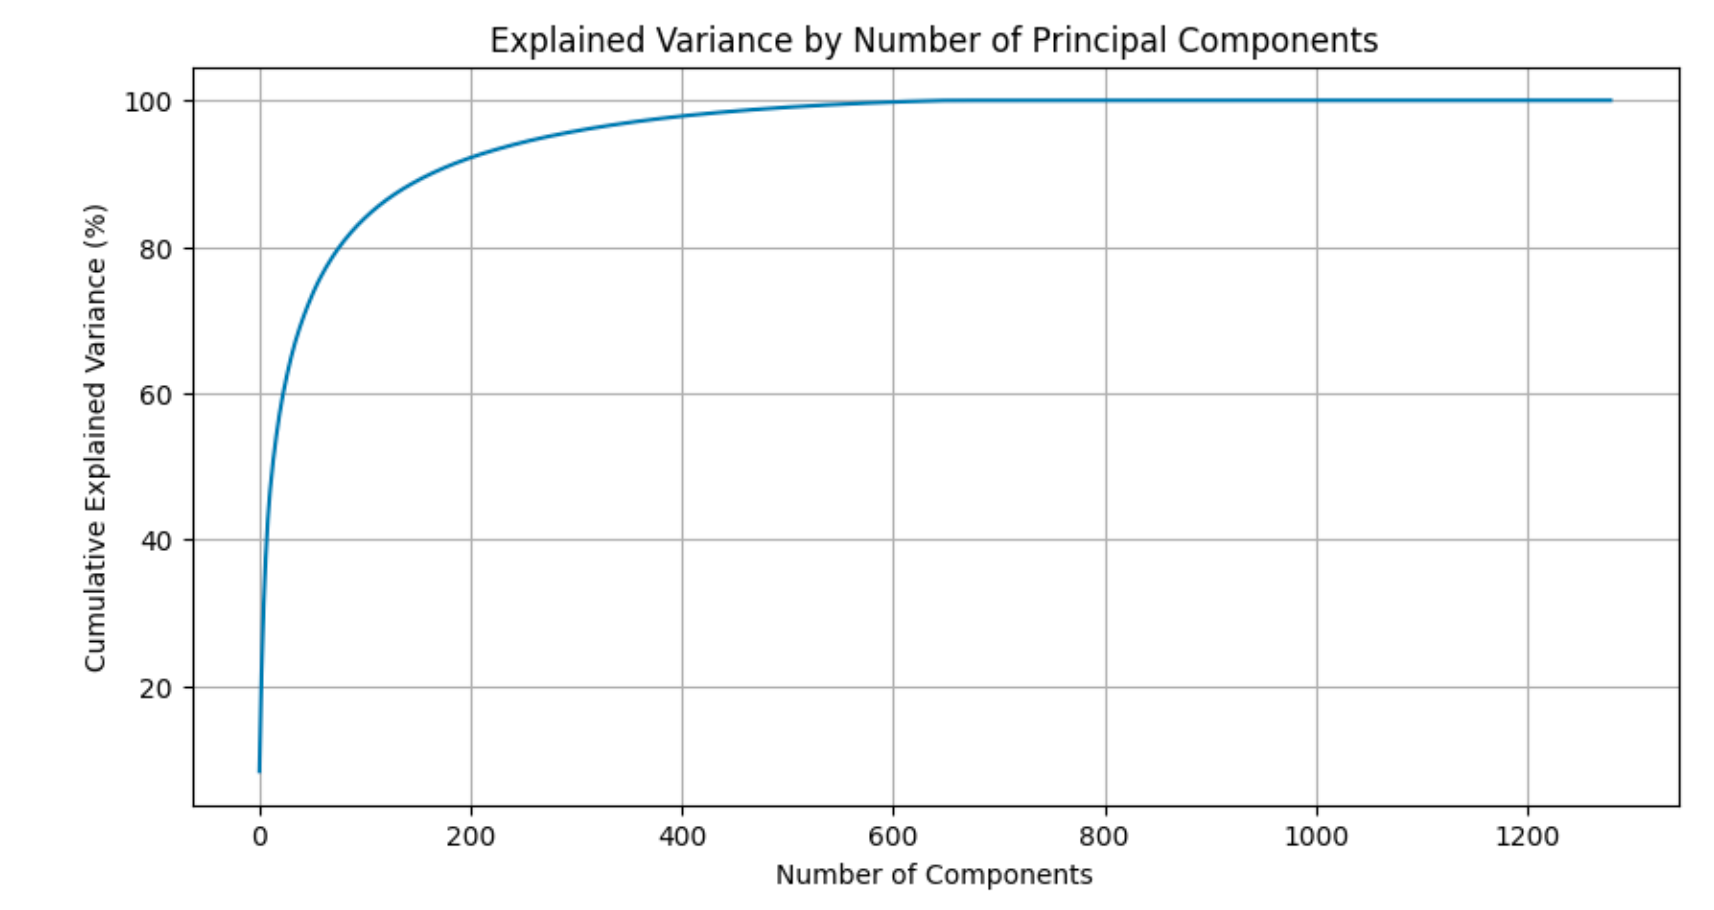 Explained Variance by Number of Principal Components
Cumulative Explained Variance (%)
100
80
60
40
20
0 200 400 600 800 1000 1200
Number of Components